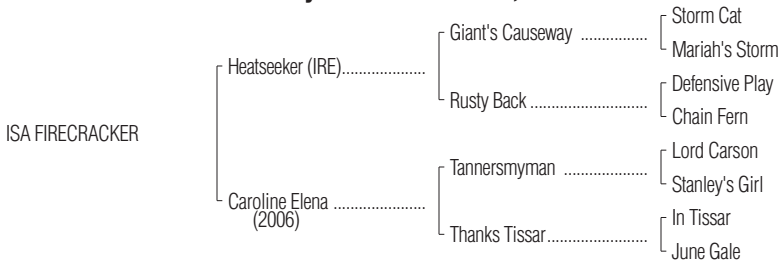 Storm Cat
Giant's Causeway ................
Mariah's Storm
Heatseeker (IRE)....................
Defensive Play
Rusty Back ............................
Chain Fern
ISA FIRECRACKER
Lord Carson
Tannersmyman ....................
Stanley's Girl
Caroline Elena ......................
(2006)
In Tissar
Thanks Tissar........................
June Gale